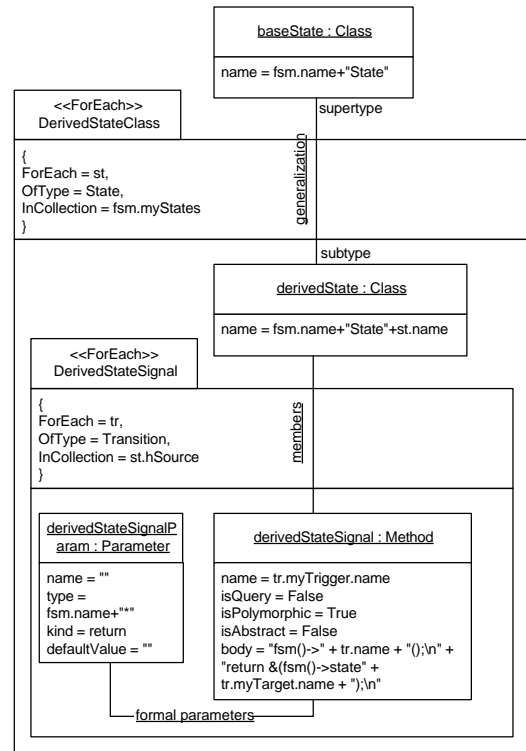 baseState : Class
name = fsm.name+"State"
<<ForEach>>
DerivedStateClass
supertype
{
ForEach = st,
OfType = State,
InCollection = fsm.myStates
}
generalization
subtype
derivedState : Class
name = fsm.name+"State"+st.name
<<ForEach>>
DerivedStateSignal
{
ForEach = tr,
OfType = Transition,
InCollection = st.hSource
}
members
derivedStateSignalP
aram : Parameter
name = ""
type =
fsm.name+"*"
kind = return
defaultValue = ""
derivedStateSignal : Method
name = tr.myTrigger.name
isQuery = False
isPolymorphic = True
isAbstract = False
body = "fsm()->" + tr.name + "();\n" +
"return &(fsm()->state" +
tr.myTarget.name + ");\n"
formal parameters